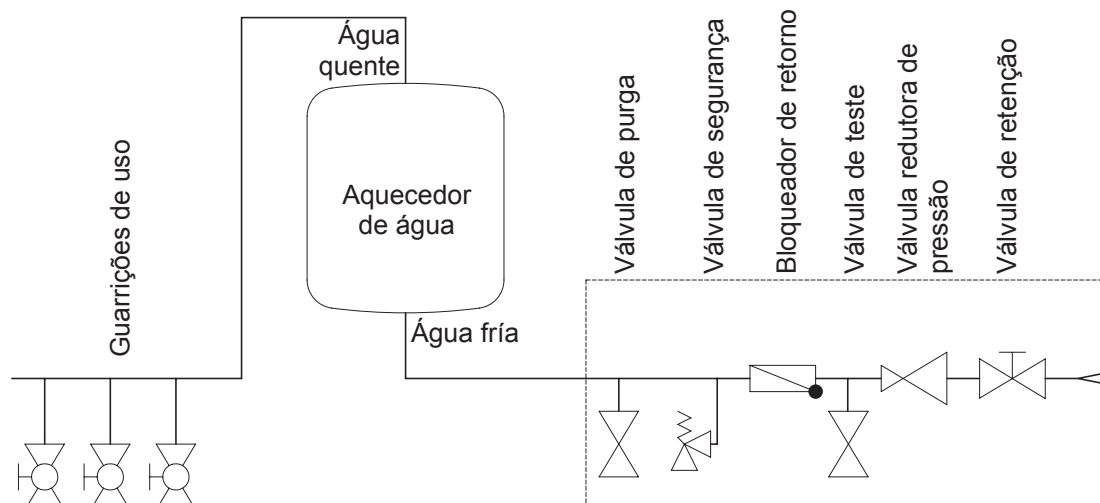 Água
quente
Aquecedor
de água
Água fría
Guarrições de uso
Válvula de purga
Válvula de segurança
Bloqueador de retorno
Válvula de teste
Válvula redutora de
pressão
Válvula de retenção